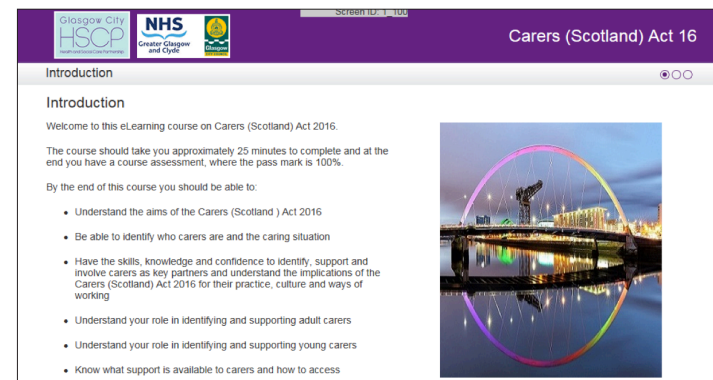 Screen ID: 1_100
Glasgow City
HSCP
Health and Social Care Partnership
NHS
Greater Glasgow
and Clyde
Glasgow
Carers (Scotland) Act 16
Introduction
Introduction
Welcome to this eLearning course on Carers (Scotland) Act 2016.
The course should take you approximately 25 minutes to complete and at the
end you have a course assessment, where the pass mark is 100%.
By the end of this course you should be able to:
• Understand the aims of the Carers (Scotland ) Act 2016
• Be able to identify who carers are and the caring situation
• Have the skills, knowledge and confidence to identify, support and
involve carers as key partners and understand the implications of the
Carers (Scotland) Act 2016 for their practice, culture and ways of
working
• Understand your role in identifying and supporting adult carers
• Understand your role in identifying and supporting young carers
• Know what support is available to carers and how to access